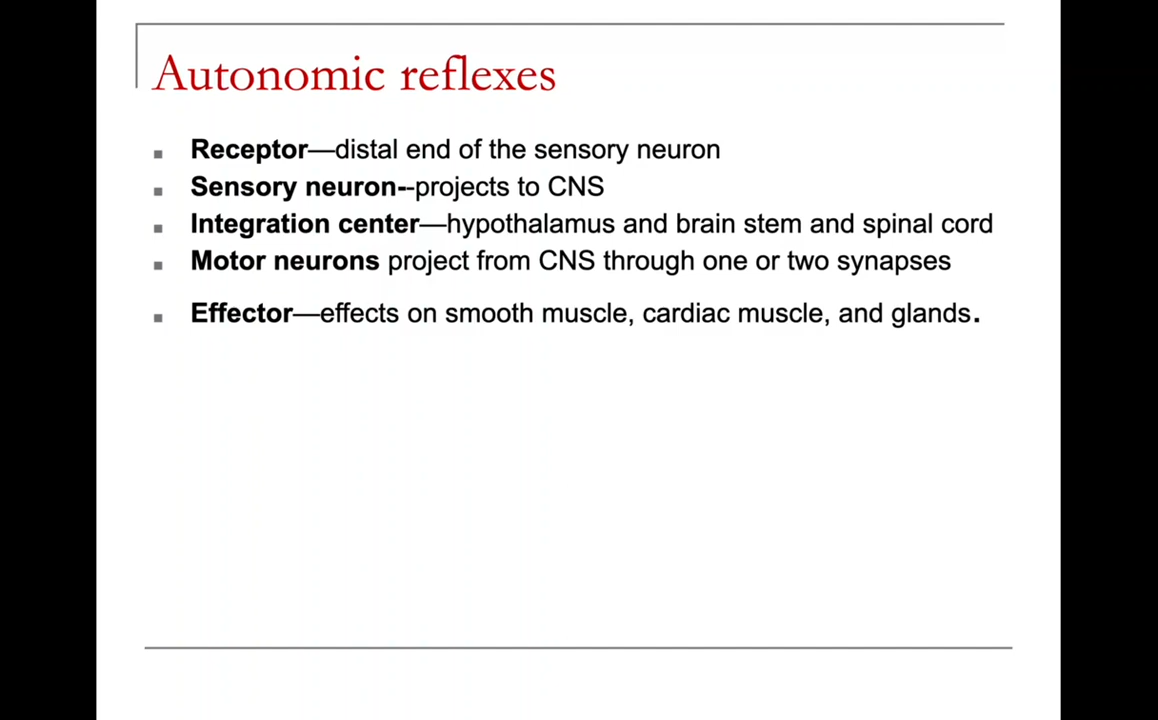 Autonomic reflexes
Receptor—distal end of the sensory neuron
Sensory neuron--projects to CNS
Integration center—hypothalamus and brain stem and spinal cord
Motor neurons project from CNS through one or two synapses
Effector—effects on smooth muscle, cardiac muscle, and glands.